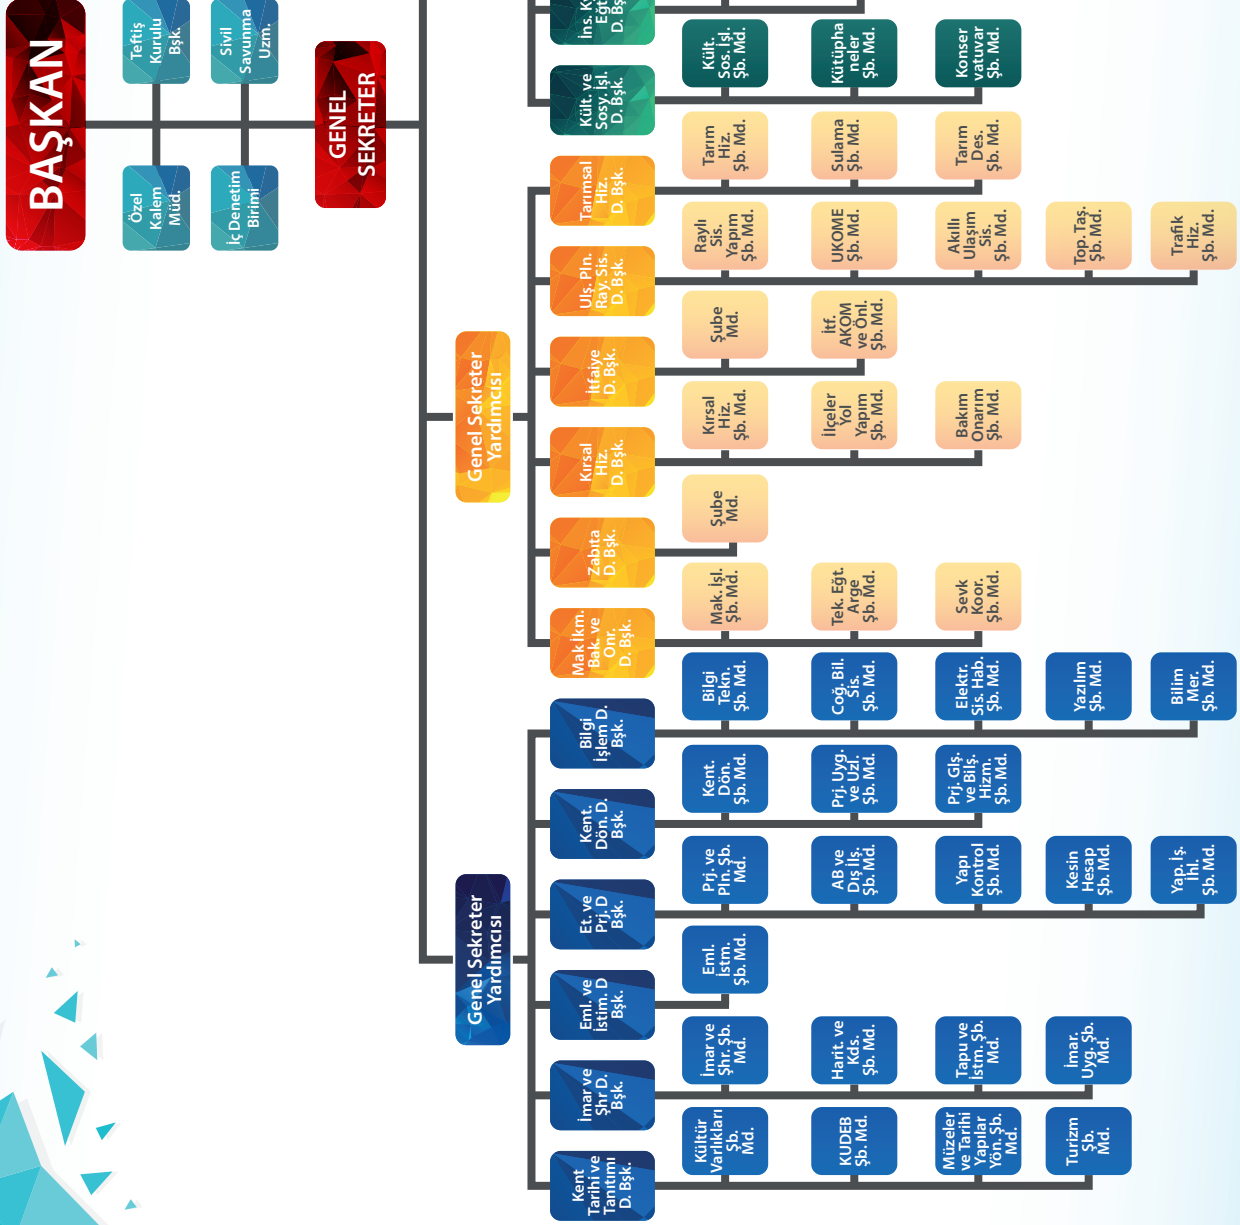 BAŞKAN
Özel
Kalem
Müd.
Teftiş
Kurulu
Bşk.
İç Denetim
Birimi
Sivil
Savunma
Uzm.
GENEL
SEKRETER
Genel Sekreter
Yardımcısı
Genel Sekreter
Yardımcısı
Kent
Tarihi ve
Tanıtımı
D. Bşk.
Kültür
Varlıkları
Şb.
Md.
KUDEB
Şb. Md.
Müzeler
ve Tarihi
Yapılar
Yön. Şb.
Md.
Turizm
Şb.
Md.
İmar ve
Şhr D.
Bşk.
İmar ve
Şhr. Şb.
Md.
Harit. ve
Kds.
Şb. Md.
Tapu ve
İstm. Şb.
Md.
İmar.
Uyg. Şb.
Md.
Eml. ve
İstim. D
Bşk.
Eml.
İstm.
Şb. Md.
Et. ve
Prj. D
Bşk.
Prj. ve
Pln. Şb.
Md.
AB ve
Dış İlş.
Şb. Md.
Yapı
Kontrol
Şb. Md.
Kesin
Hesap
Şb. Md.
Yap. İş.
İhl.
Şb. Md.
Kent.
Dön. D.
Bşk.
Kent.
Dön.
Şb. Md.
Prj. Uyg.
ve Uzl.
Şb. Md.
Prj. Glş.
ve Bilş.
Hizm.
Şb. Md.
Bilgi
İşlem D.
Bşk.
Bilgi
Tekn.
Şb. Md.
Coğ. Bil.
Sis.
Şb. Md.
Elektr.
Sis. Hab.
Şb. Md.
Yazılım
Şb. Md.
Bilim
Mer.
Şb. Md.
Mak İkm.
Bak. ve
Onr.
D. Bşk.
Mak. İşl.
Şb. Md.
Tek. Eğt.
Arge
Şb. Md.
Sevk
Koor.
Şb. Md.
Zabıta
D. Bşk.
Şube
Md.
Kırsal
Hiz.
D. Bşk.
Kırsal
Hiz.
Şb. Md.
İlçeler
Yol
Yapım
Şb. Md.
Bakım
Onarım
Şb. Md.
İtfaiye
D. Bşk.
Şube
Md.
İtf.
AKOM
ve Önl.
Şb. Md.
Ulş. Pln.
Ray. Sis.
D. Bşk.
Raylı
Sis.
Yapım
Şb. Md.
UKOME
Şb. Md.
Akıllı
Ulaşım
Sis.
Şb. Md.
Top. Taş.
Şb. Md.
Trafik
Hiz.
Şb. Md.
Tarımsal
Hiz.
D. Bşk.
Tarım
Hiz.
Şb. Md.
Sulama
Şb. Md.
Tarım
Des.
Şb. Md.
Kült. ve
Sosy. İşl.
D. Bşk.
Kült.
Sos. İşl.
Şb. Md.
Kütüpha
neler
Şb. Md.
Konser
vatuvar
Şb. Md.
İns.
D.